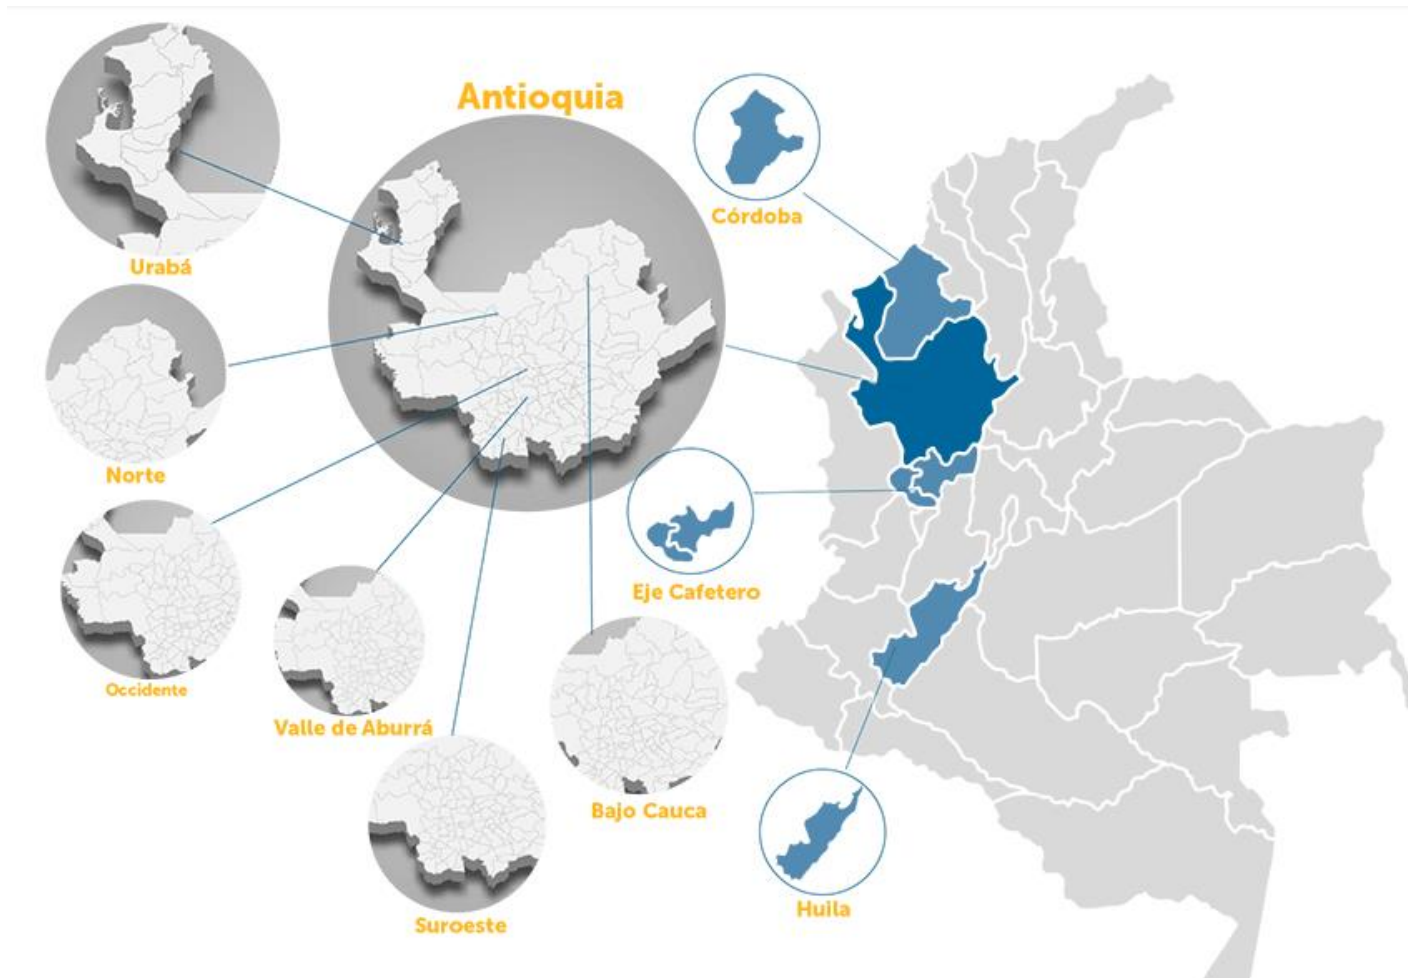 Antioquia
Córdoba
Urabá
Norte
Eje Cafetero
Occidente
Valle de Aburrá
Bajo Cauca
Huila
Suroeste